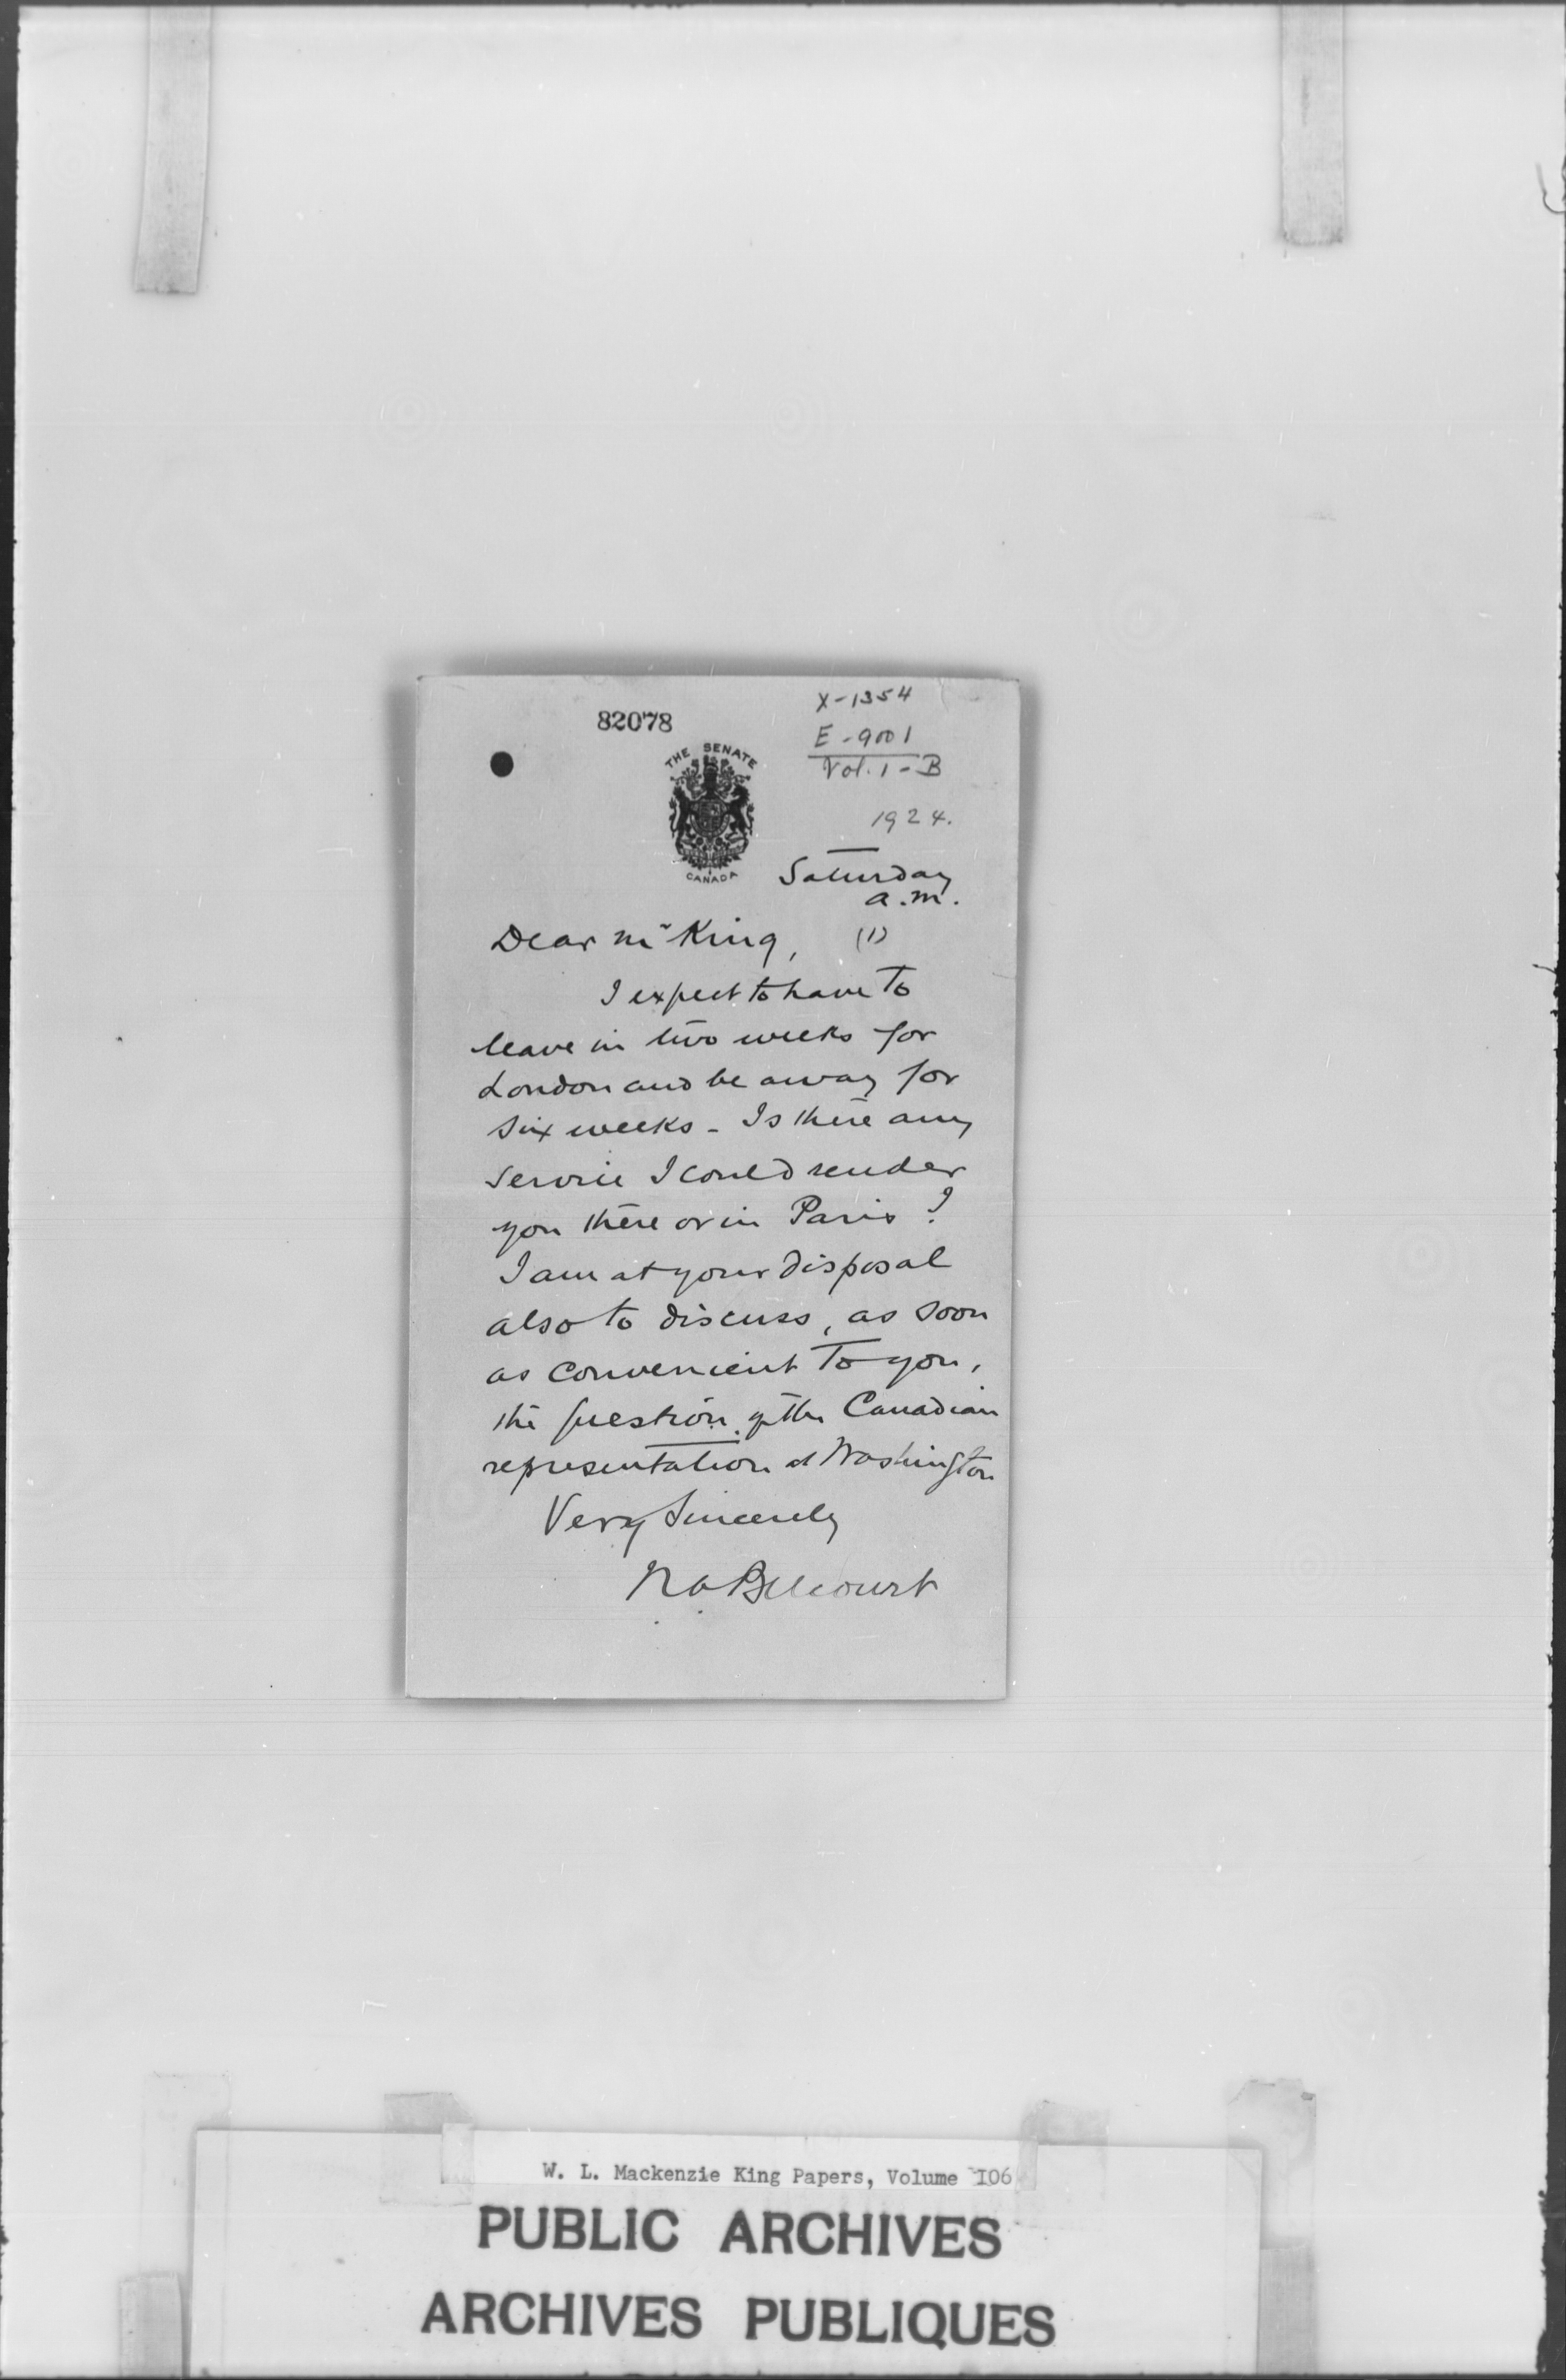 82078
X-1354
E-9001
Vol. 1-B
1924.
THE SENATE
CANADA
Saturday
a.m.
Dear Mr King, (1)
I expect to have to
leave in two weeks for
London and be away for
six weeks - Is there any
service I could render
you there or in Paris ?
I am at your disposal
also to discuss, as soon
as convenient to you,
the question of the Canadian
representation at Washington
Very Sincerely
N A Belcourt
W. L. Mackenzie King Papers, Volume 106
PUBLIC ARCHIVES
ARCHIVES PUBLIQUES